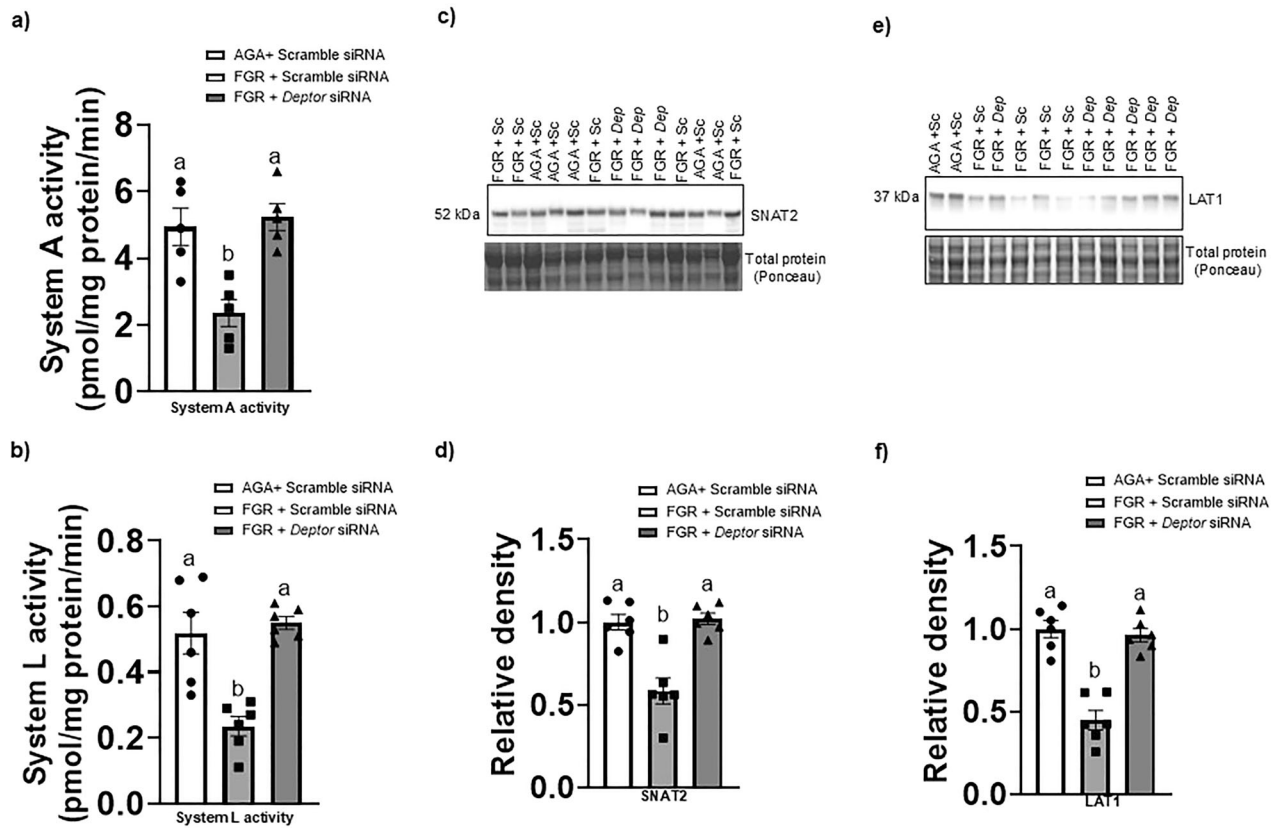 a)
AGA+ Scramble siRNA
FGR + Scramble siRNA
FGR + Deptor siRNA
System A activity
(pmol/mg protein/min)
8
6
4
2
0
a
b
a
System A activity
b)
AGA+ Scramble siRNA
FGR + Scramble siRNA
FGR + Deptor siRNA
System L activity
(pmol/mg protein/min)
0.8
0.6
0.4
0.2
0.0
a
b
a
System L activity
c)
FGR + Sc
FGR + Sc
AGA +Sc
AGA +Sc
AGA +Sc
FGR + Sc
FGR + Dep
FGR + Dep
FGR + Dep
FGR + Sc
AGA +Sc
AGA +Sc
FGR + Sc
52 kDa
SNAT2
Total protein
(Ponceau)
d)
AGA+ Scramble siRNA
FGR + Scramble siRNA
FGR + Deptor siRNA
Relative density
1.5
1.0
0.5
0.0
a
b
a
SNAT2
e)
AGA +Sc
AGA +Sc
FGR + Sc
FGR + Dep
FGR + Sc
FGR + Sc
FGR + Sc
FGR + Dep
FGR + Dep
FGR + Dep
FGR + Dep
FGR + Dep
37 kDa
LAT1
Total protein
(Ponceau)
f)
AGA+ Scramble siRNA
FGR + Scramble siRNA
FGR + Deptor siRNA
Relative density
1.5
1.0
0.5
0.0
a
b
a
LAT1